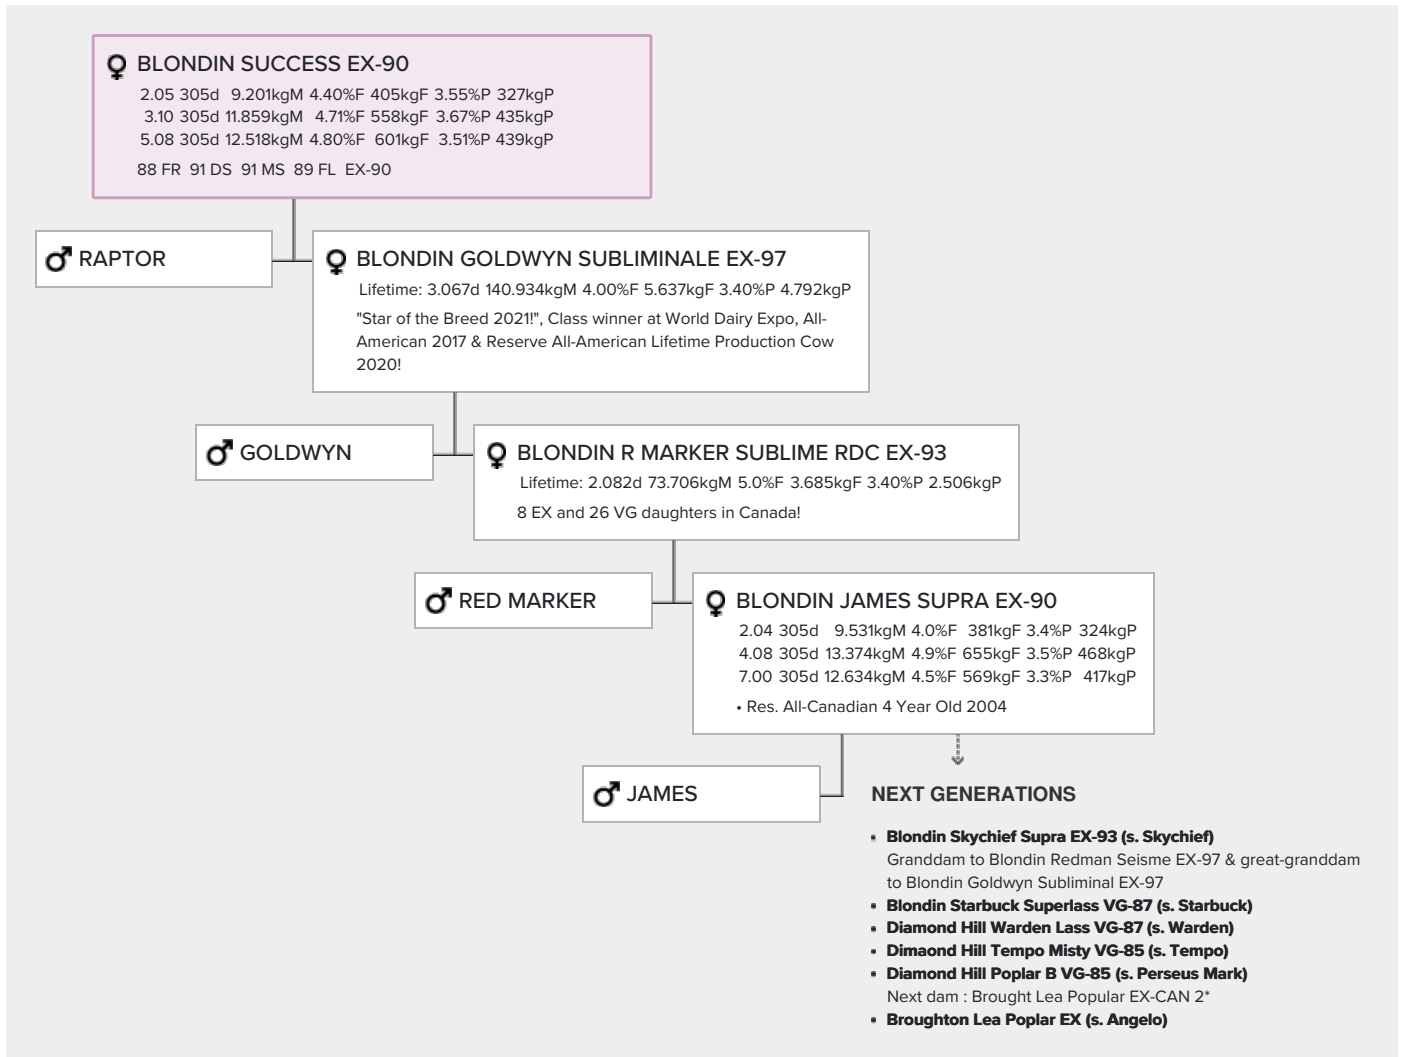 BLONDIN SUCCESS EX-90
2.05 305d 9.201kgM 4.40%F 405kgF 3.55%P 327kgP
3.10 305d 11.859kgM 4.71%F 558kgF 3.67%P 435kgP
5.08 305d 12.518kgM 4.80%F 601kgF 3.51%P 439kgP
88 FR 91 DS 91 MS 89 FL EX-90
RAPTOR
BLONDIN GOLDWYN SUBLIMINALE EX-97
Lifetime: 3.067d 140.934kgM 4.00%F 5.637kgF 3.40%P 4.792kgP
"Star of the Breed 2021!", Class winner at World Dairy Expo, All-
American 2017 & Reserve All-American Lifetime Production Cow
2020!
GOLDWYN
BLONDIN R MARKER SUBLIME RDC EX-93
Lifetime: 2.082d 73.706kgM 5.0%F 3.685kgF 3.40%P 2.506kgP
8 EX and 26 VG daughters in Canada!
RED MARKER
BLONDIN JAMES SUPRA EX-90
2.04 305d 9.531kgM 4.0%F 381kgF 3.4%P 324kgP
4.08 305d 13.374kgM 4.9%F 655kgF 3.5%P 468kgP
7.00 305d 12.634kgM 4.5%F 569kgF 3.3%P 417kgP
• Res. All-Canadian 4 Year Old 2004
JAMES
NEXT GENERATIONS
• Blondin Skychief Supra EX-93 (s. Skychief)
Granddam to Blondin Redman Seisme EX-97 & great-granddam
to Blondin Goldwyn Subliminal EX-97
• Blondin Starbuck Superlass VG-87 (s. Starbuck)
• Diamond Hill Warden Lass VG-87 (s. Warden)
• Dimaond Hill Tempo Misty VG-85 (s. Tempo)
• Diamond Hill Poplar B VG-85 (s. Perseus Mark)
Next dam : Brought Lea Popular EX-CAN 2*
• Broughton Lea Poplar EX (s. Angelo)